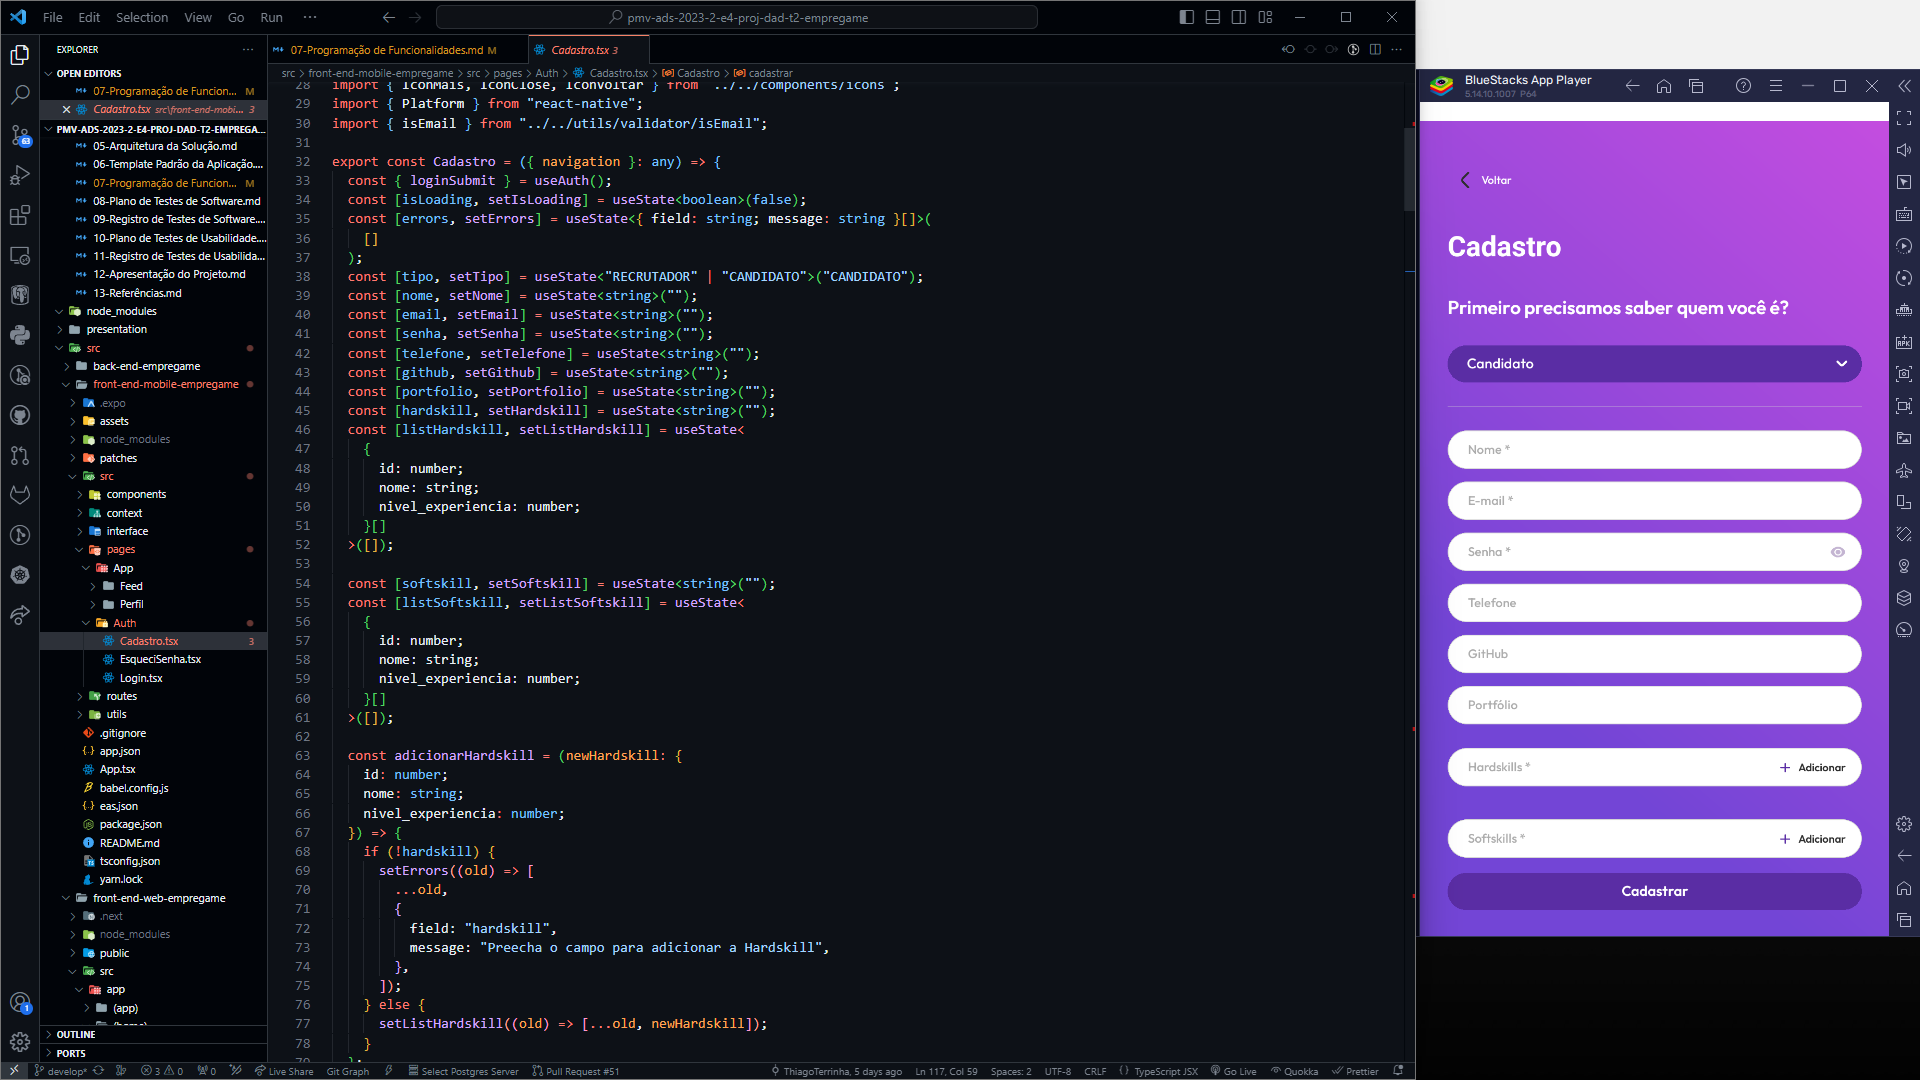 File Edit Selection View Go Run ···
pmv-ads-2023-2-e4-proj-dad-t2-empregame
EXPLORER
OPEN EDITORS
07-Programação de Funcion... M
Cadastro.tsx src\front-end-mobi... 3
PMV-ADS-2023-2-E4-PROJ-DAD-T2-EMPREGA...
05-Arquitetura da Solução.md
06-Template Padrão da Aplicação....
07-Programação de Funcion... M
08-Plano de Testes de Software.md
09-Registro de Testes de Software....
10-Plano de Testes de Usabilidade....
11-Registro de Testes de Usabilida...
12-Apresentação do Projeto.md
13-Referências.md
node_modules
presentation
src
back-end-empregame
front-end-mobile-empregame
.expo
assets
node_modules
patches
src
components
context
interface
pages
App
Feed
Perfil
Auth
Cadastro.tsx 3
EsqueciSenha.tsx
Login.tsx
routes
utils
.gitignore
app.json
App.tsx
babel.config.js
eas.json
package.json
README.md
tsconfig.json
yarn.lock
front-end-web-empregame
.next
node_modules
public
src
app
(app)
(home)
OUTLINE
PORTS
07-Programação de Funcionalidades.md M
Cadastro.tsx 3
src > front-end-mobile-empregame > src > pages > Auth > Cadastro.tsx > Cadastro > cadastrar
28 import { IconMais, IconClose, IconVoltar } from "../../components/icons";
29 import { Platform } from "react-native";
30 import { isEmail } from "../../utils/validator/isEmail";
31
32 export const Cadastro = ({ navigation }: any) => {
33 const { loginSubmit } = useAuth();
34 const [isLoading, setIsLoading] = useState<boolean>(false);
35 const [errors, setErrors] = useState<{ field: string; message: string }[]>(
36 []
37 );
38 const [tipo, setTipo] = useState<"RECRUTADOR" | "CANDIDATO">("CANDIDATO");
39 const [nome, setNome] = useState<string>("");
40 const [email, setEmail] = useState<string>("");
41 const [senha, setSenha] = useState<string>("");
42 const [telefone, setTelefone] = useState<string>("");
43 const [github, setGithub] = useState<string>("");
44 const [portfolio, setPortfolio] = useState<string>("");
45 const [hardskill, setHardskill] = useState<string>("");
46 const [listHardskill, setListHardskill] = useState<
47 {
48 id: number;
49 nome: string;
50 nivel_experiencia: number;
51 }[]
52 >([]);
53
54 const [softskill, setSoftskill] = useState<string>("");
55 const [listSoftskill, setListSoftskill] = useState<
56 {
57 id: number;
58 nome: string;
59 nivel_experiencia: number;
60 }[]
61 >([]);
62
63 const adicionarHardskill = (newHardskill: {
64 id: number;
65 nome: string;
66 nivel_experiencia: number;
67 }) => {
68 if (!hardskill) {
69 setErrors((old) => [
70 ...old,
71 {
72 field: "hardskill",
73 message: "Preecha o campo para adicionar a Hardskill",
74 },
75 ]);
76 } else {
77 setListHardskill((old) => [...old, newHardskill]);
78 }
79 };
develop* 3 0 0 Live Share Git Graph Select Postgres Server Pull Request #51 ThiagoTerrinha, 5 days ago Ln 117, Col 59 Spaces: 2 UTF-8 CRLF {} TypeScript JSX Go Live Quokka Prettier
63
1
BlueStacks App Player
5.14.10.1007 P64
Voltar
Cadastro
Primeiro precisamos saber quem você é?
Candidato
Nome *
E-mail *
Senha *
Telefone
GitHub
Portfólio
Hardskills * + Adicionar
Softskills * + Adicionar
Cadastrar